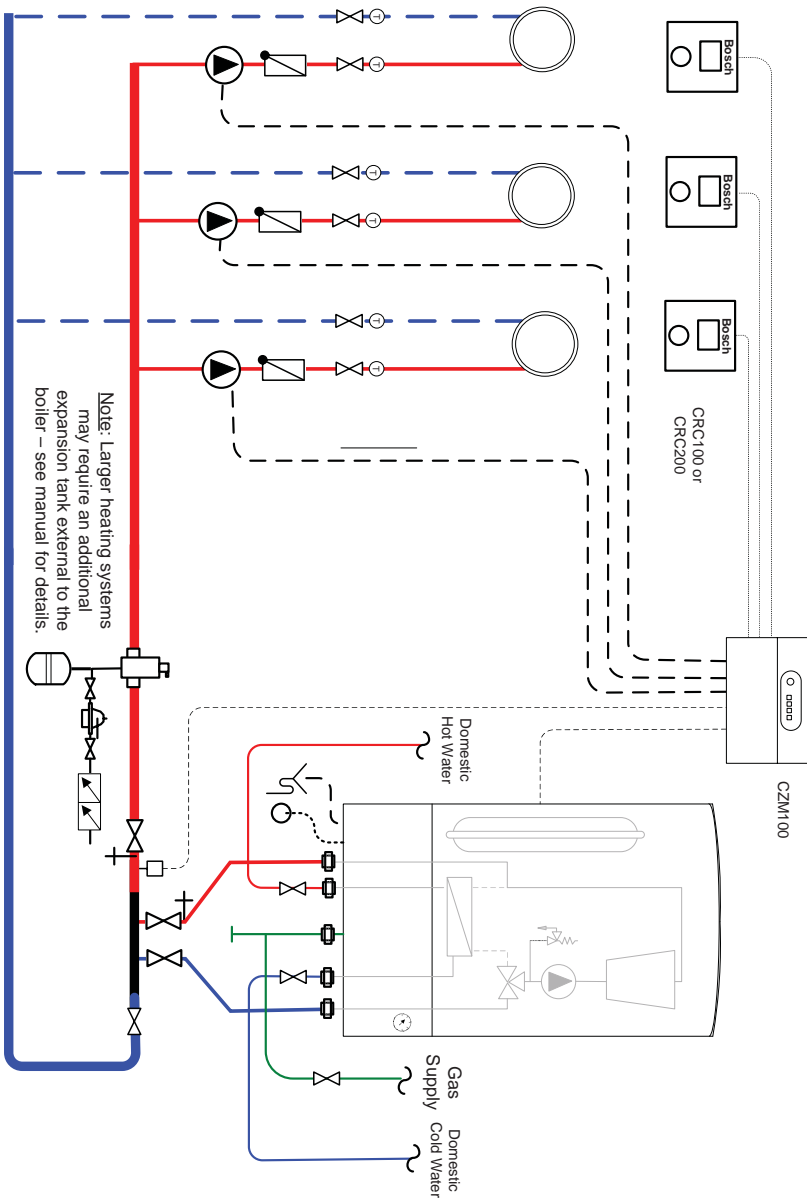 Bosch
Bosch
Bosch
CRC100 or
CRC200
CZM100
T
T
T
T
T
T
Note: Larger heating systems
may require an additional
expansion tank external to the
boiler – see manual for details.
Domestic
Hot Water
Gas
Supply
Domestic
Cold Water